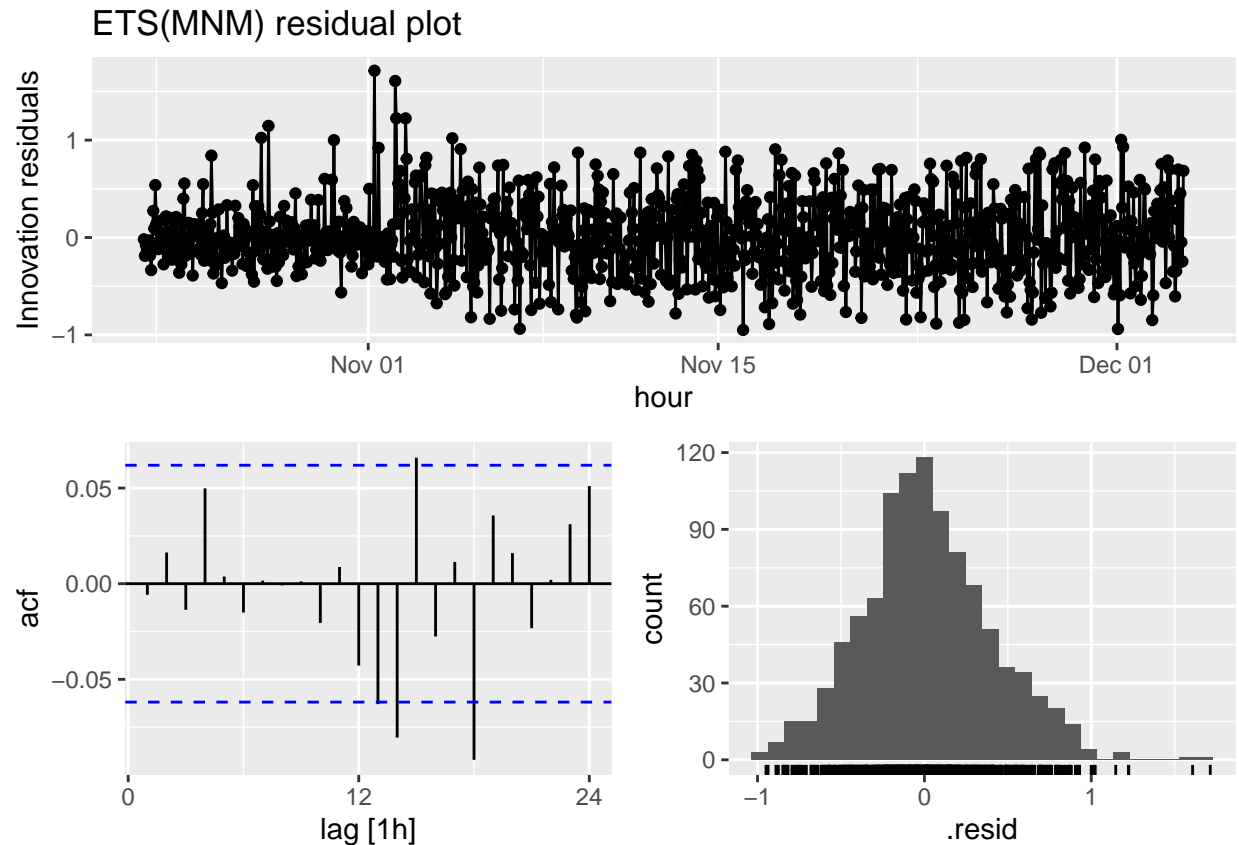 ETS(MNM) residual plot
Innovation residuals
1
0
−1
Nov 01
Nov 15
Dec 01
hour
acf
0.05
0.00
−0.05
0
12
24
lag [1h]
count
120
90
60
30
0
−1
0
1
.resid